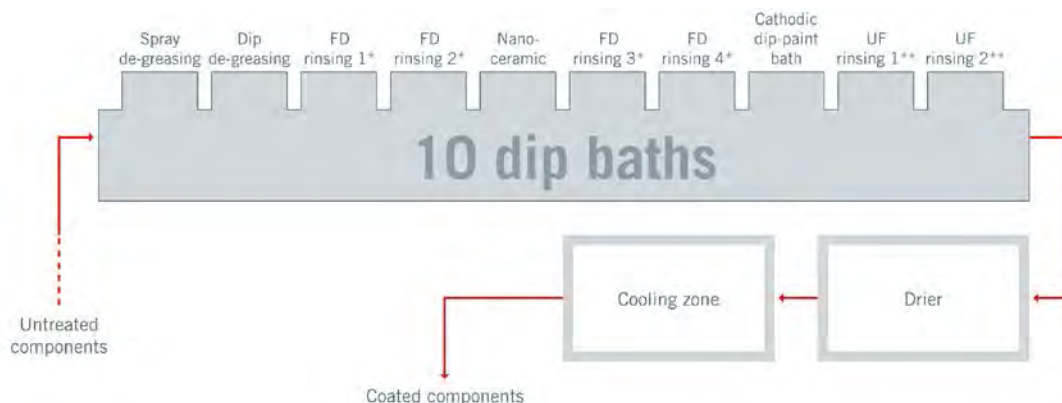 Spray
de-greasing
Dip
de-greasing
FD
rinsing 1*
FD
rinsing 2*
Nano-
ceramic
FD
rinsing 3*
FD
rinsing 4*
Cathodic
dip-paint
bath
UF
rinsing 1**
UF
rinsing 2**
10 dip baths
Untreated
components
Cooling zone
Drier
Coated components